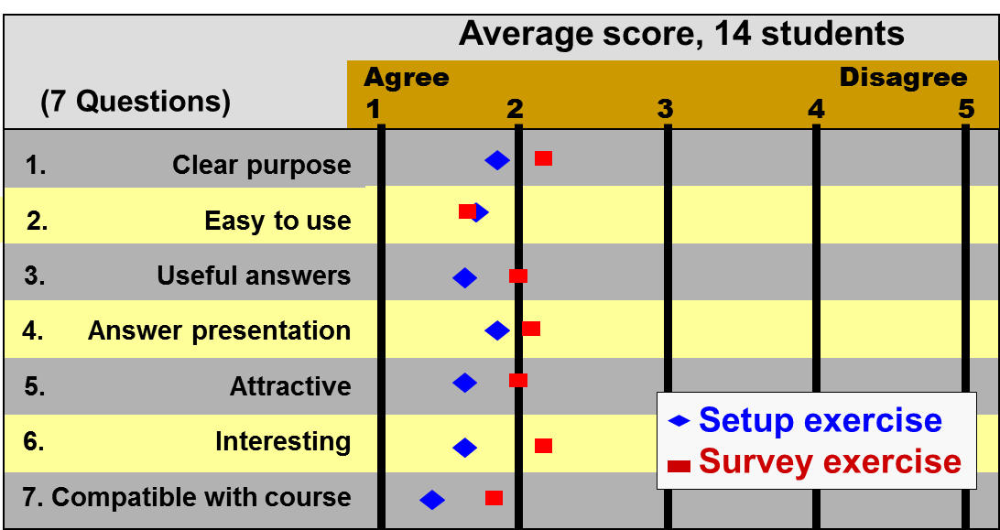 Average score, 14 students
Agree Disagree
(7 Questions)
1 2 3 4 5
1. Clear purpose
2. Easy to use
3. Useful answers
4. Answer presentation
5. Attractive
6. Interesting
7. Compatible with course
Setup exercise
Survey exercise